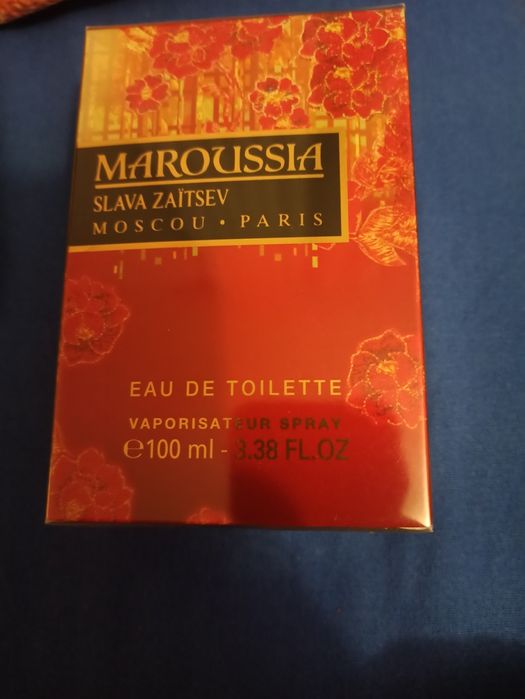 MAROUSSIA
SLAVA ZAÏTSEV
MOSCOU • PARIS
EAU DE TOILETTE
VAPORISATEUR SPRAY
℮100 ml - 3.38 FL.OZ